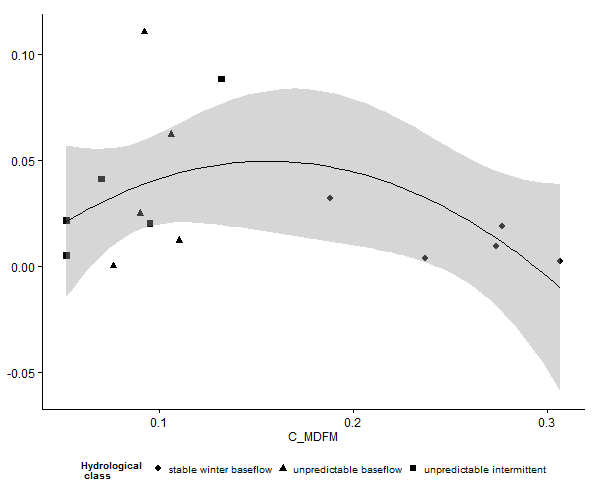 0.10
0.05
0.00
-0.05
0.1 0.2 0.3
C_MDFM
Hydrological
class
stable winter baseflow unpredictable baseflow unpredictable intermittent